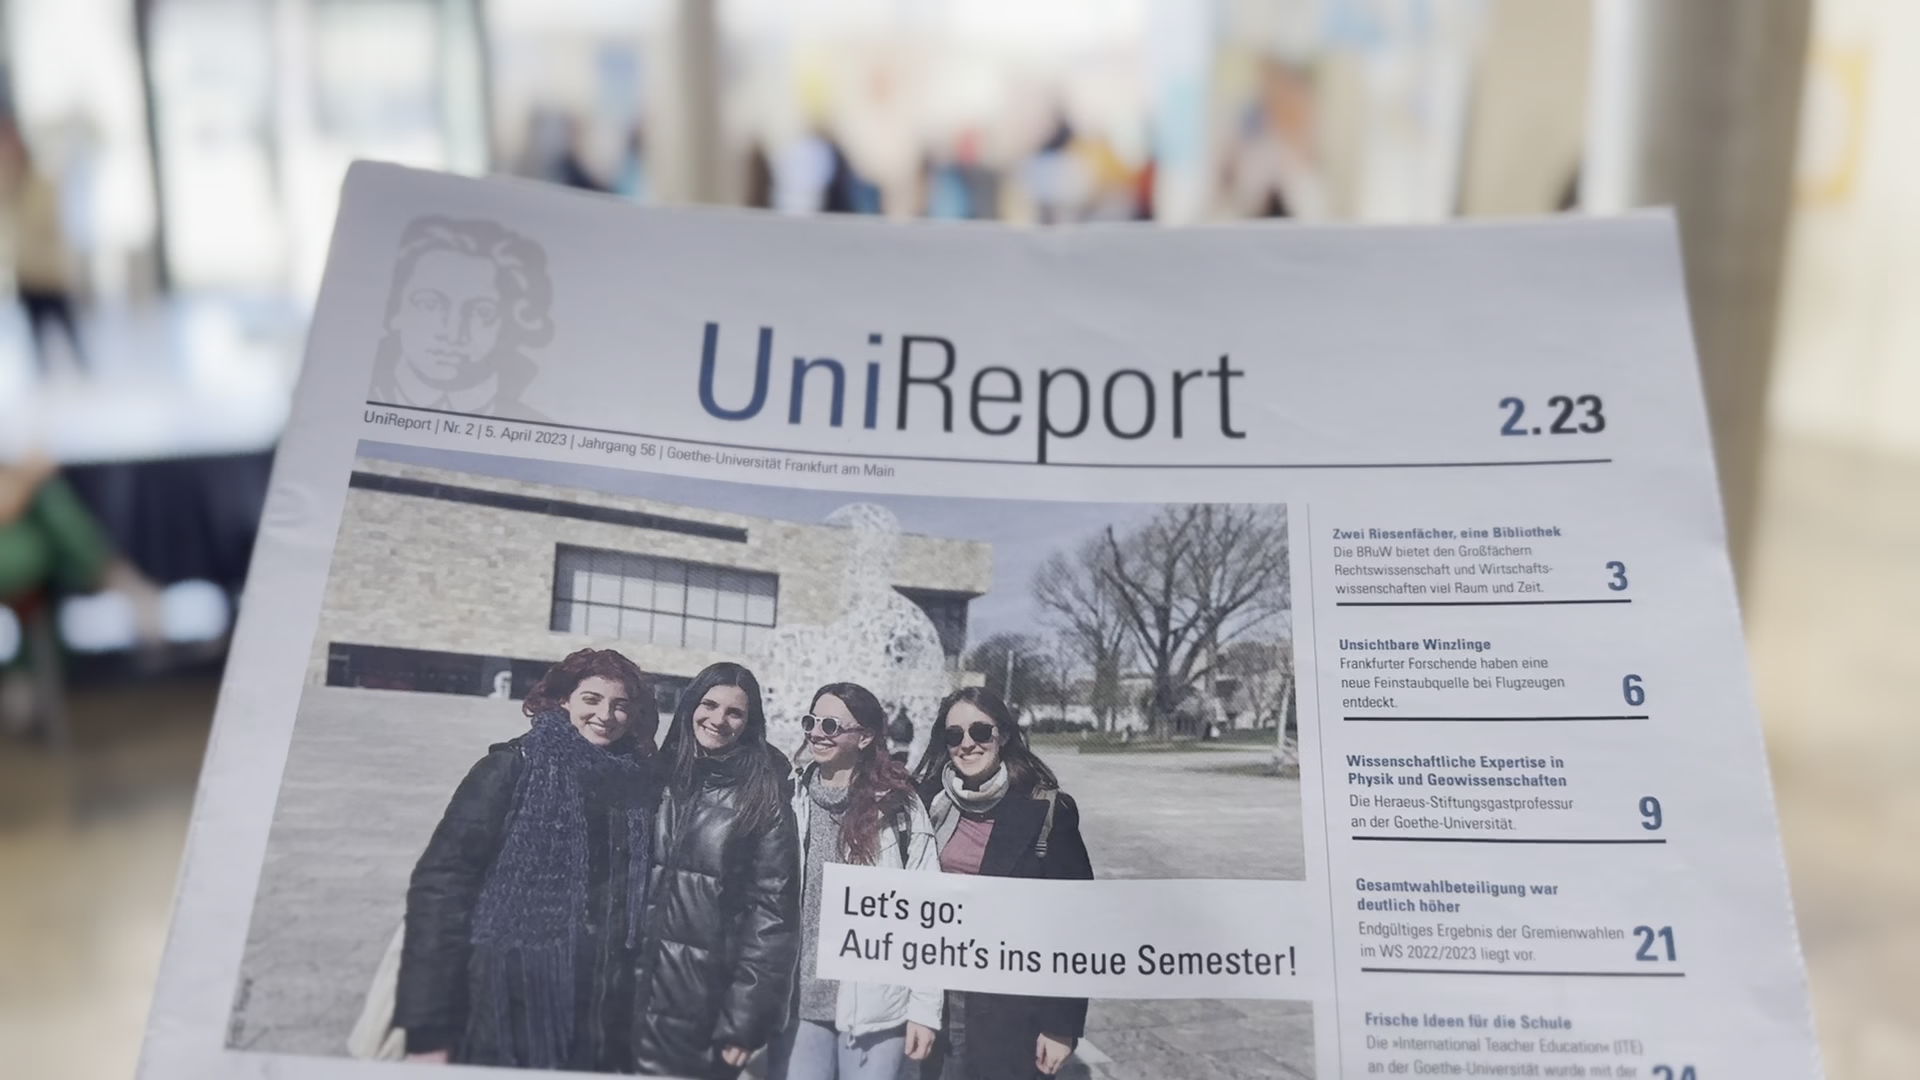 UniReport
2.23
UniReport | Nr. 2 | 5. April 2023 | Jahrgang 56 | Goethe-Universität Frankfurt am Main
Let's go:
Auf geht's ins neue Semester!
Zwei Riesenfächer, eine Bibliothek
Die BRuW bietet den Großfächern
Rechtswissenschaft und Wirtschafts-
wissenschaften viel Raum und Zeit.
3
Unsichtbare Winzlinge
Frankfurter Forschende haben eine
neue Feinstaubquelle bei Flugzeugen
entdeckt.
6
Wissenschaftliche Expertise in
Physik und Geowissenschaften
Die Heraeus-Stiftungsgastprofessur
an der Goethe-Universität.
9
Gesamtwahlbeteiligung war
deutlich höher
Endgültiges Ergebnis der Gremienwahlen
im WS 2022/2023 liegt vor.
21
Frische Ideen für die Schule
Die »International Teacher Education« (ITE)
an der Goethe-Universität wurde mit der